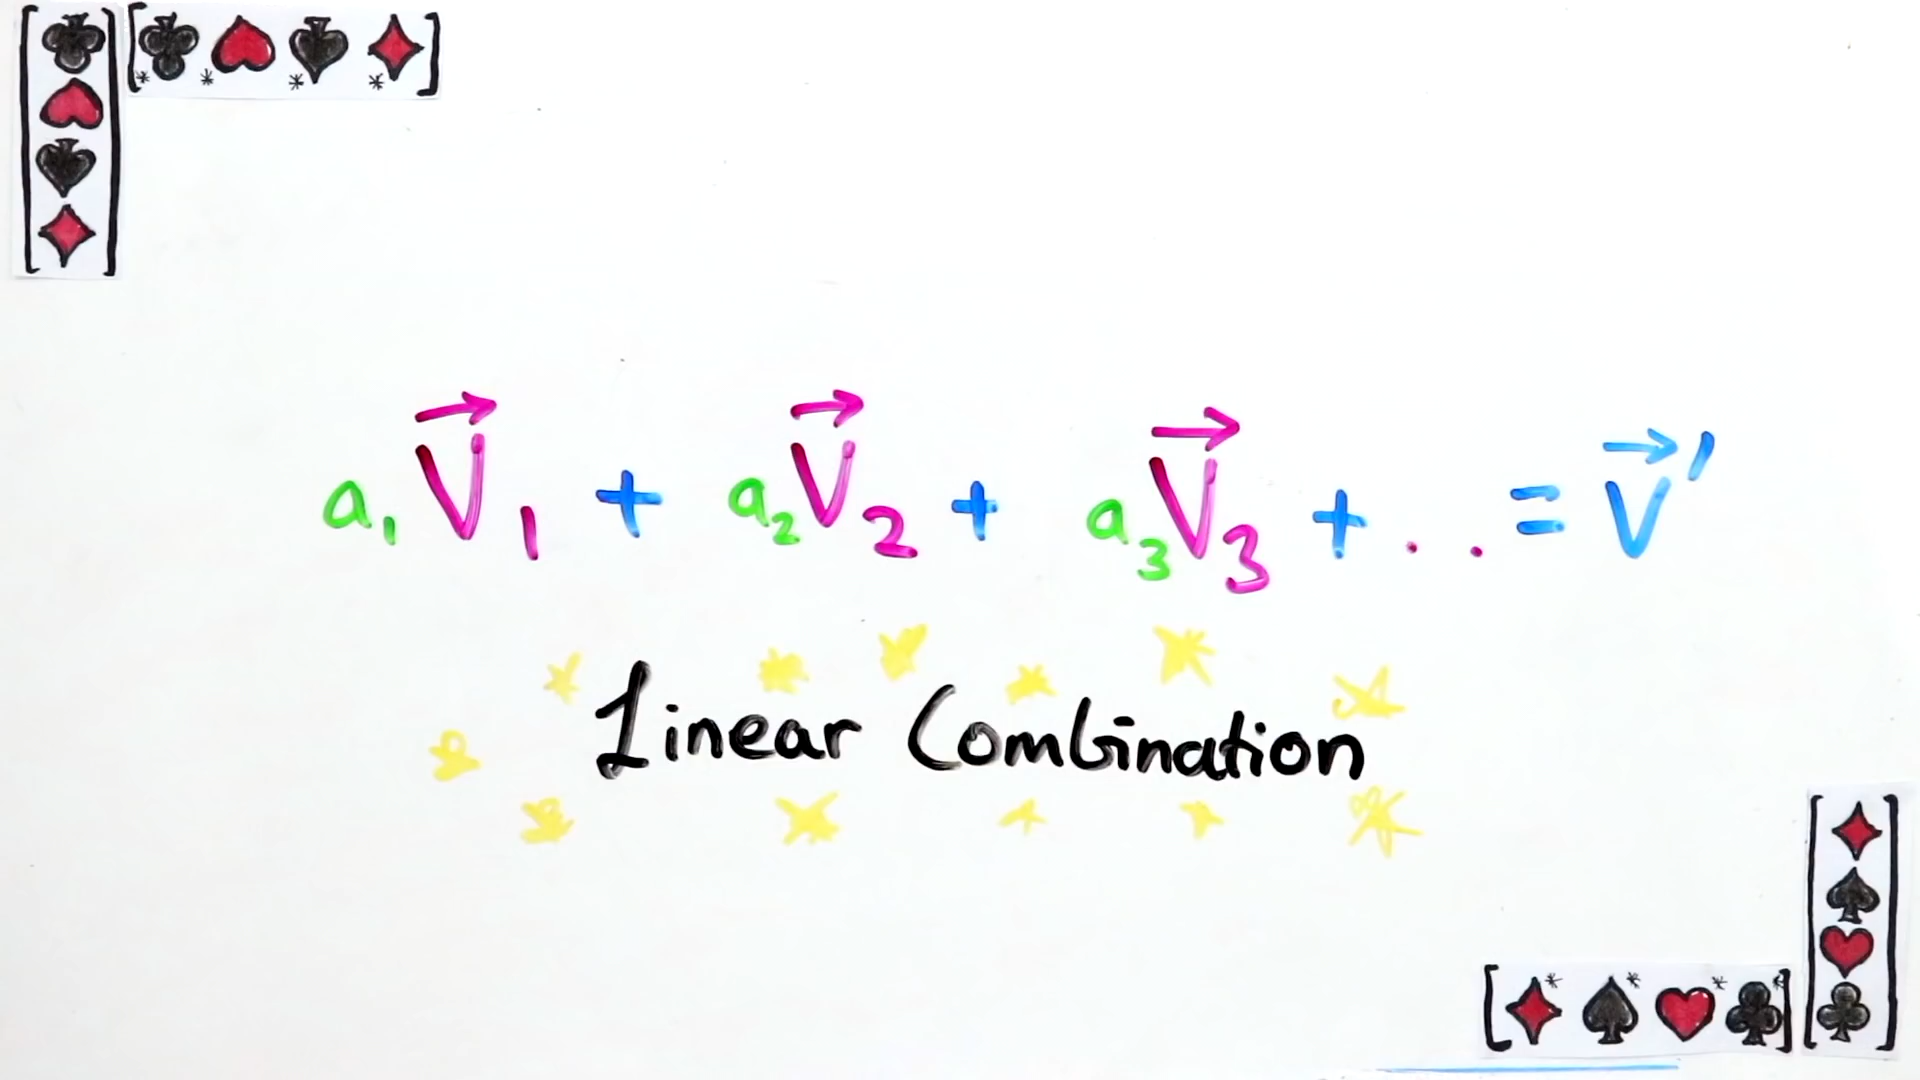 a₁V⃗₁ + a₂V⃗₂ + a₃V⃗₃ + . . = V⃗′
Linear Combination